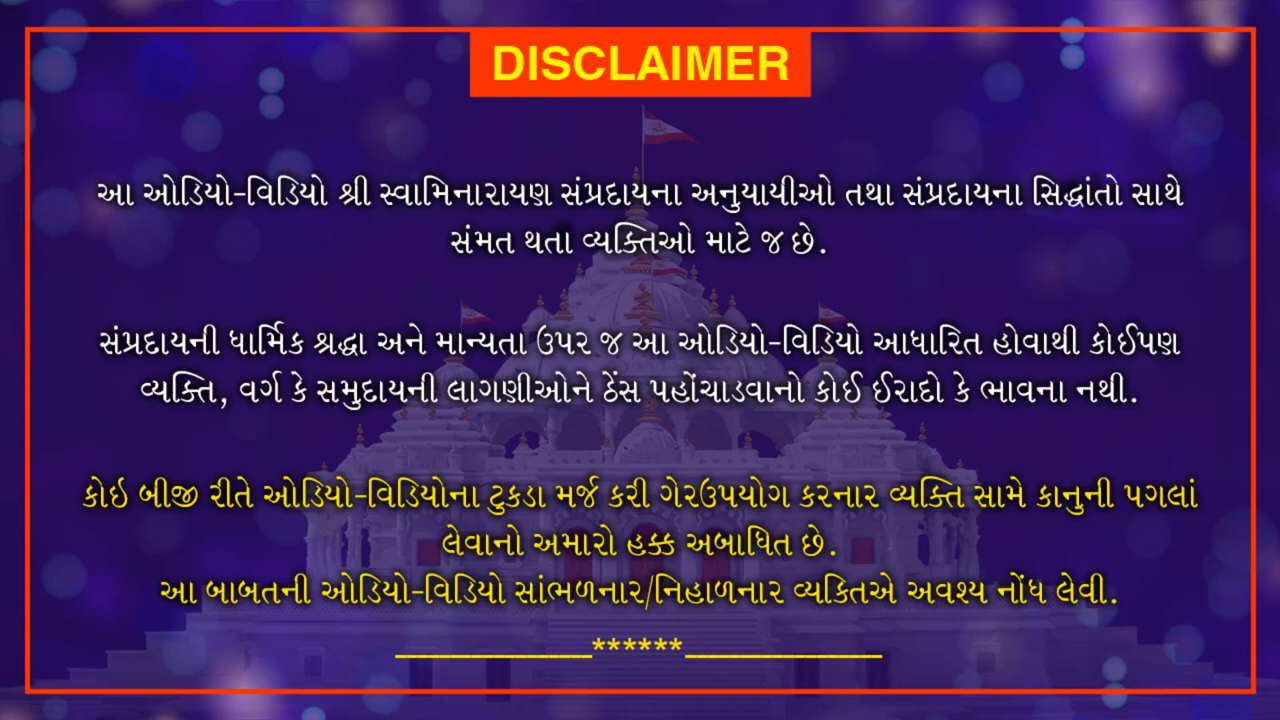 DISCLAIMER
આ ઓડિયો-વિડિયો શ્રી સ્વામિનારાયણ સંપ્રદાયના અનુયાયીઓ તથા સંપ્રદાયના સિદ્ધાંતો સાથે
સંમત થતા વ્યક્તિઓ માટે જ છે.
સંપ્રદાયની ધાર્મિક શ્રદ્ધા અને માન્યતા ઉપર જ આ ઓડિયો-વિડિયો આધારિત હોવાથી કોઈપણ
વ્યક્તિ, વર્ગ કે સમુદાયની લાગણીઓને ઠેંસ પહોંચાડવાનો કોઈ ઈરાદો કે ભાવના નથી.
કોઇ બીજી રીતે ઓડિયો-વિડિયોના ટુકડા મર્જ કરી ગેરઉપયોગ કરનાર વ્યક્તિ સામે કાનુની પગલાં
લેવાનો અમારો હક્ક અબાધિત છે.
આ બાબતની ઓડિયો-વિડિયો સાંભળનાર/નિહાળનાર વ્યકિતએ અવશ્ય નોંધ લેવી.
________________******________________